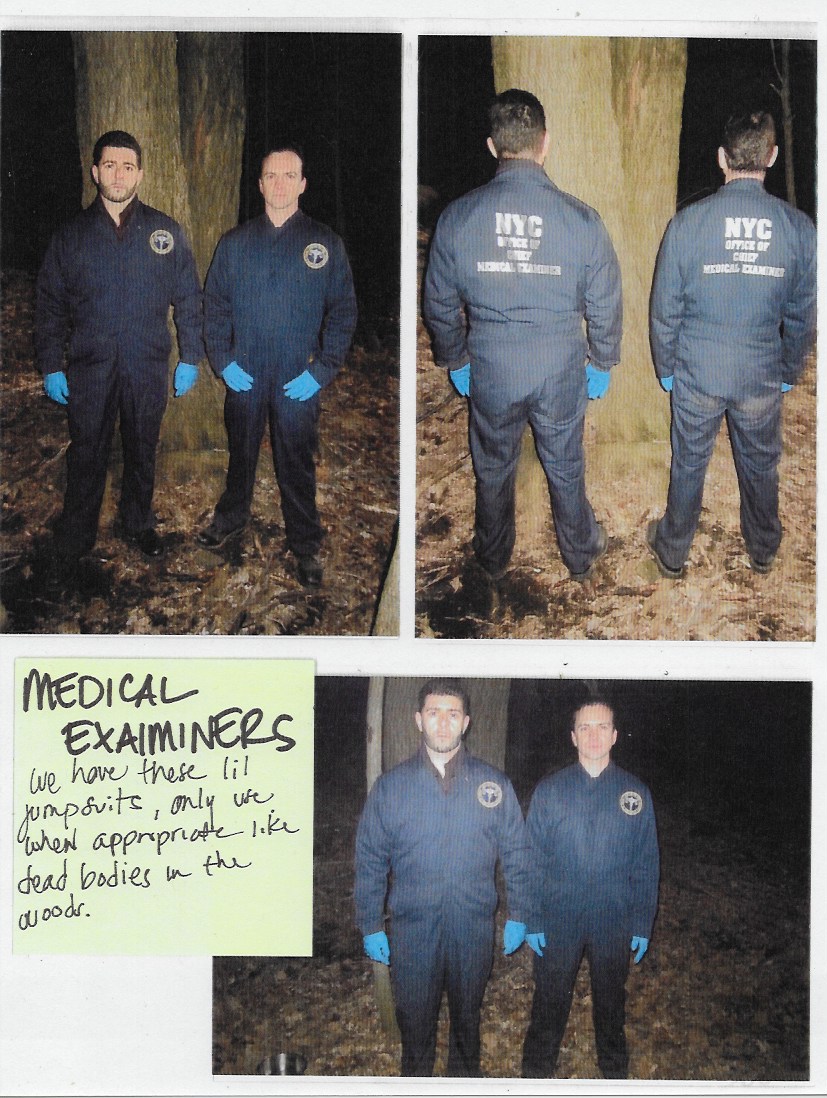 NYC
OFFICE OF
CHIEF
MEDICAL EXAMINER
NYC
OFFICE OF
CHIEF
MEDICAL EXAMINER
MEDICAL
EXAIMINERS
we have these lil
jumpsuits, only use
when appropriate like
dead bodies in the
woods.